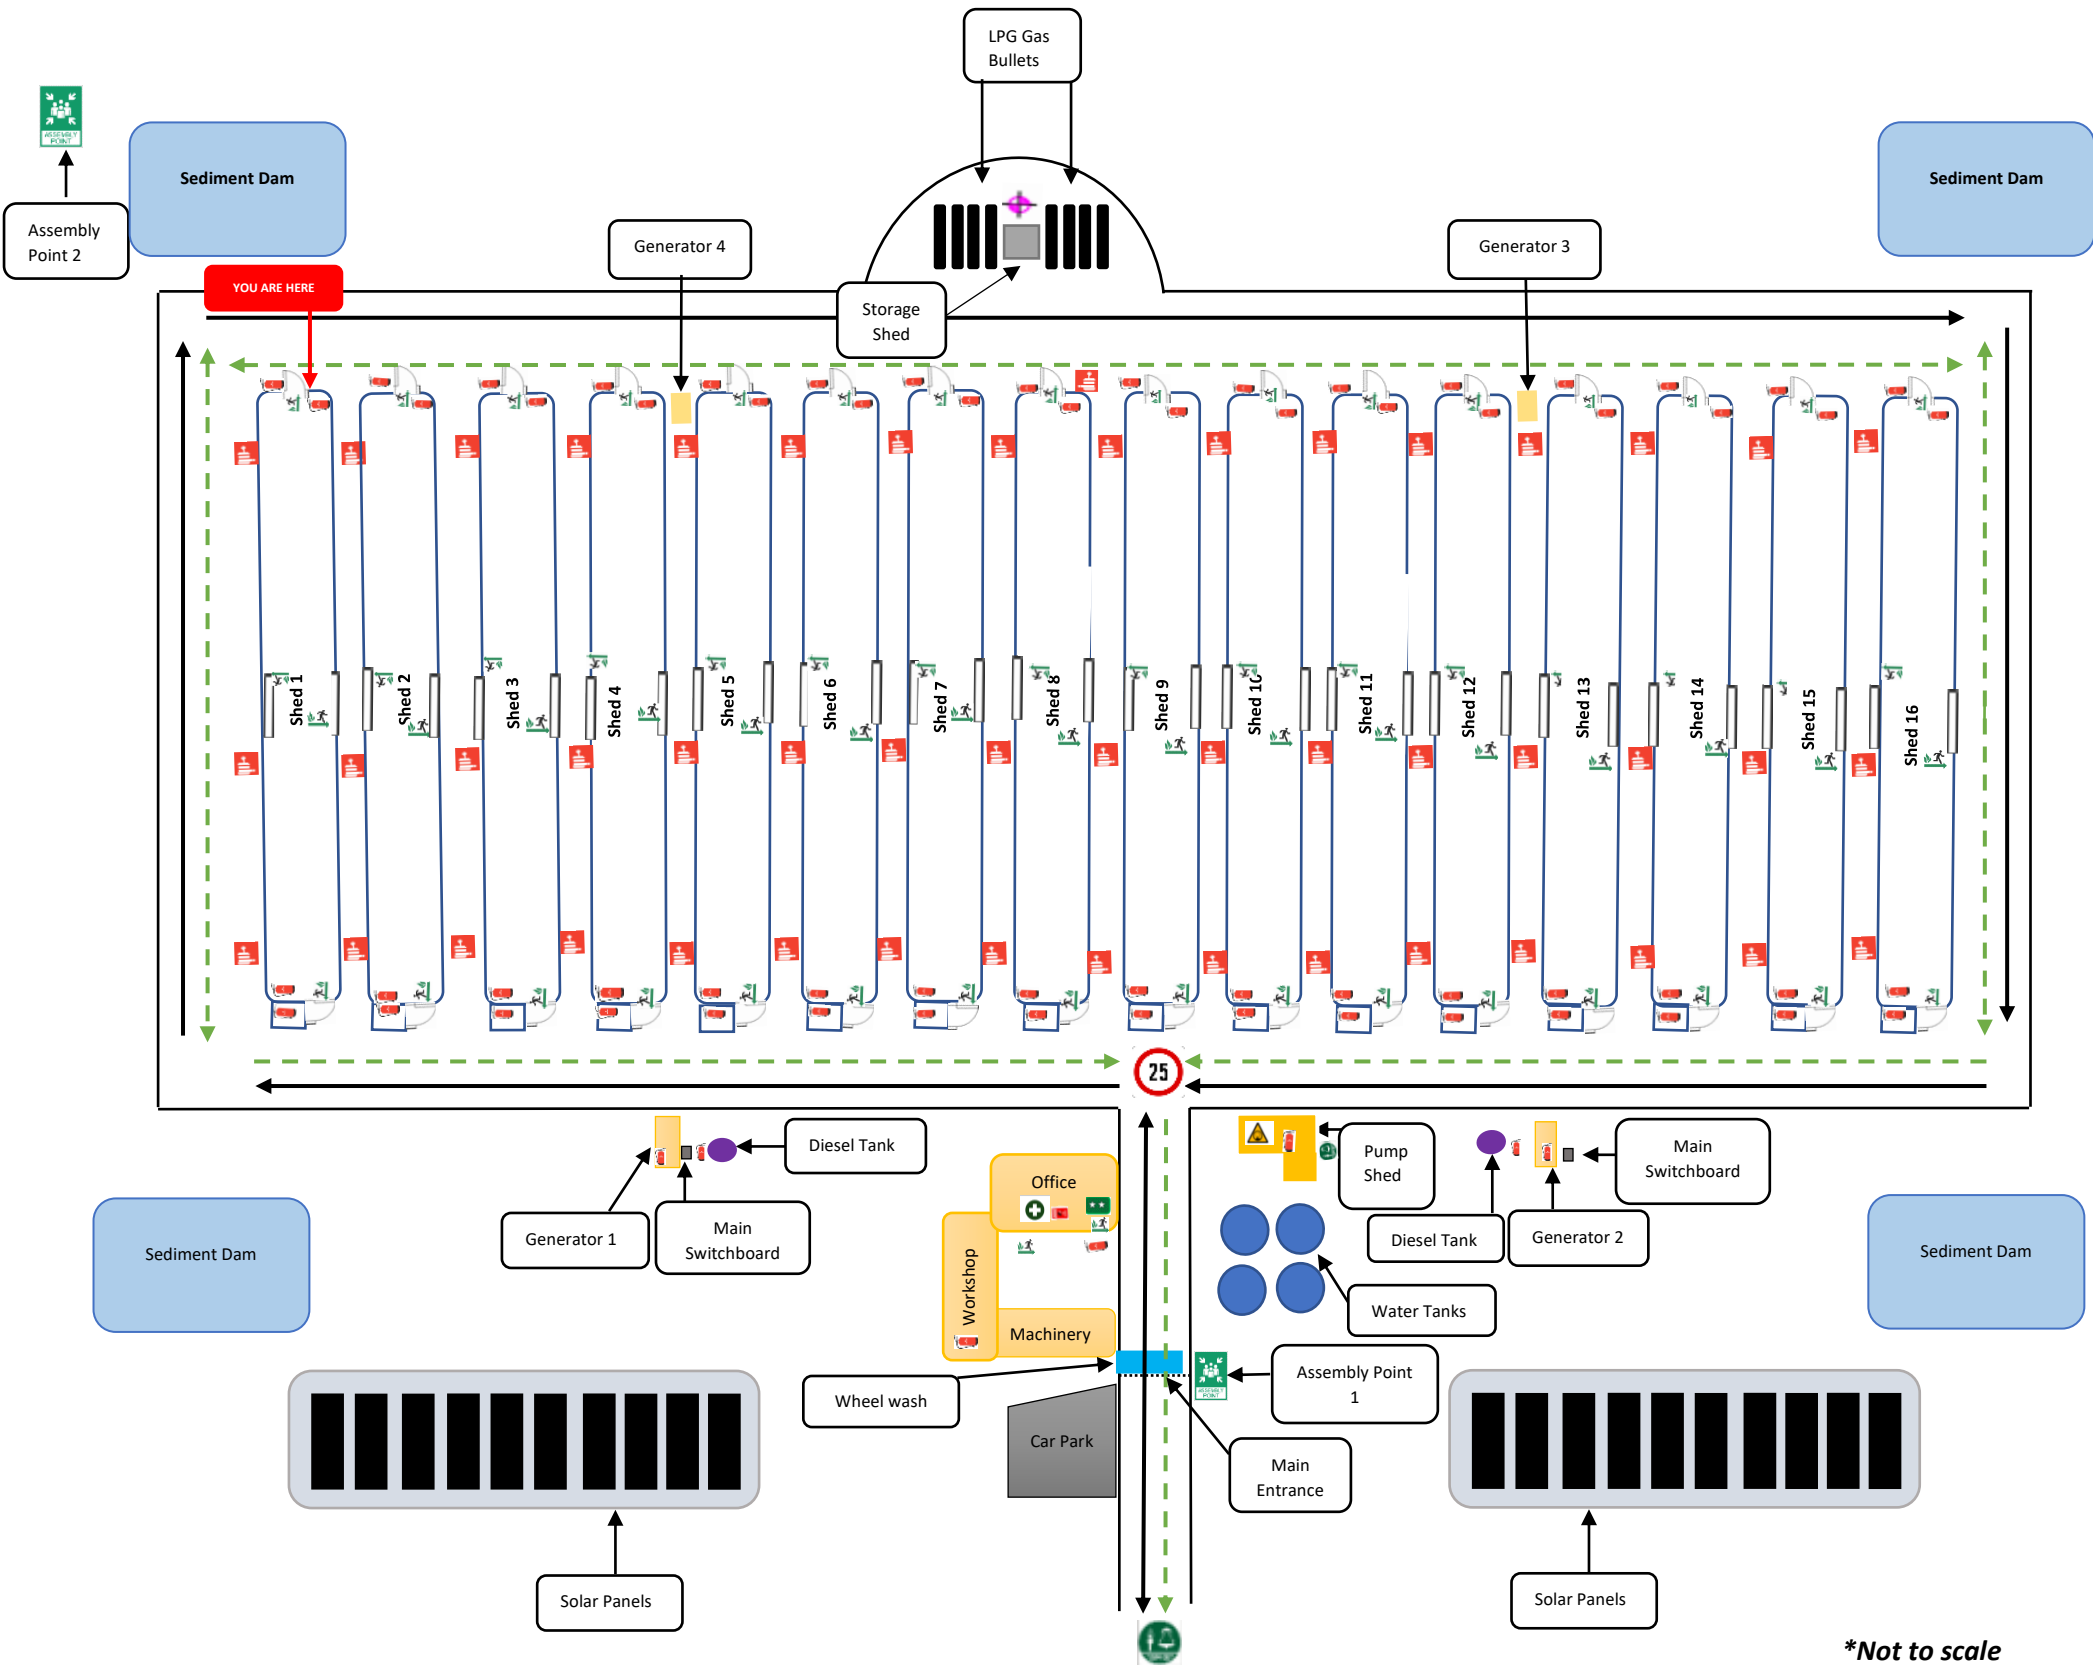 LPG Gas
Bullets
ASSEMBLY
POINT
Sediment Dam
Sediment Dam
Assembly
Point 2
Generator 4
Generator 3
YOU ARE HERE
Storage
Shed
Shed 1
Shed 2
Shed 3
Shed 4
Shed 5
Shed 6
Shed 7
Shed 8
Shed 9
Shed 10
Shed 11
Shed 12
Shed 13
Shed 14
Shed 15
Shed 16
25
Diesel Tank
Pump
Shed
Main
Switchboard
Office
Generator 1
Main
Switchboard
Diesel Tank
Generator 2
Sediment Dam
Sediment Dam
Workshop
Water Tanks
Machinery
Wheel wash
ASSEMBLY
POINT
Assembly Point
1
Car Park
Main
Entrance
Solar Panels
Solar Panels
*Not to scale